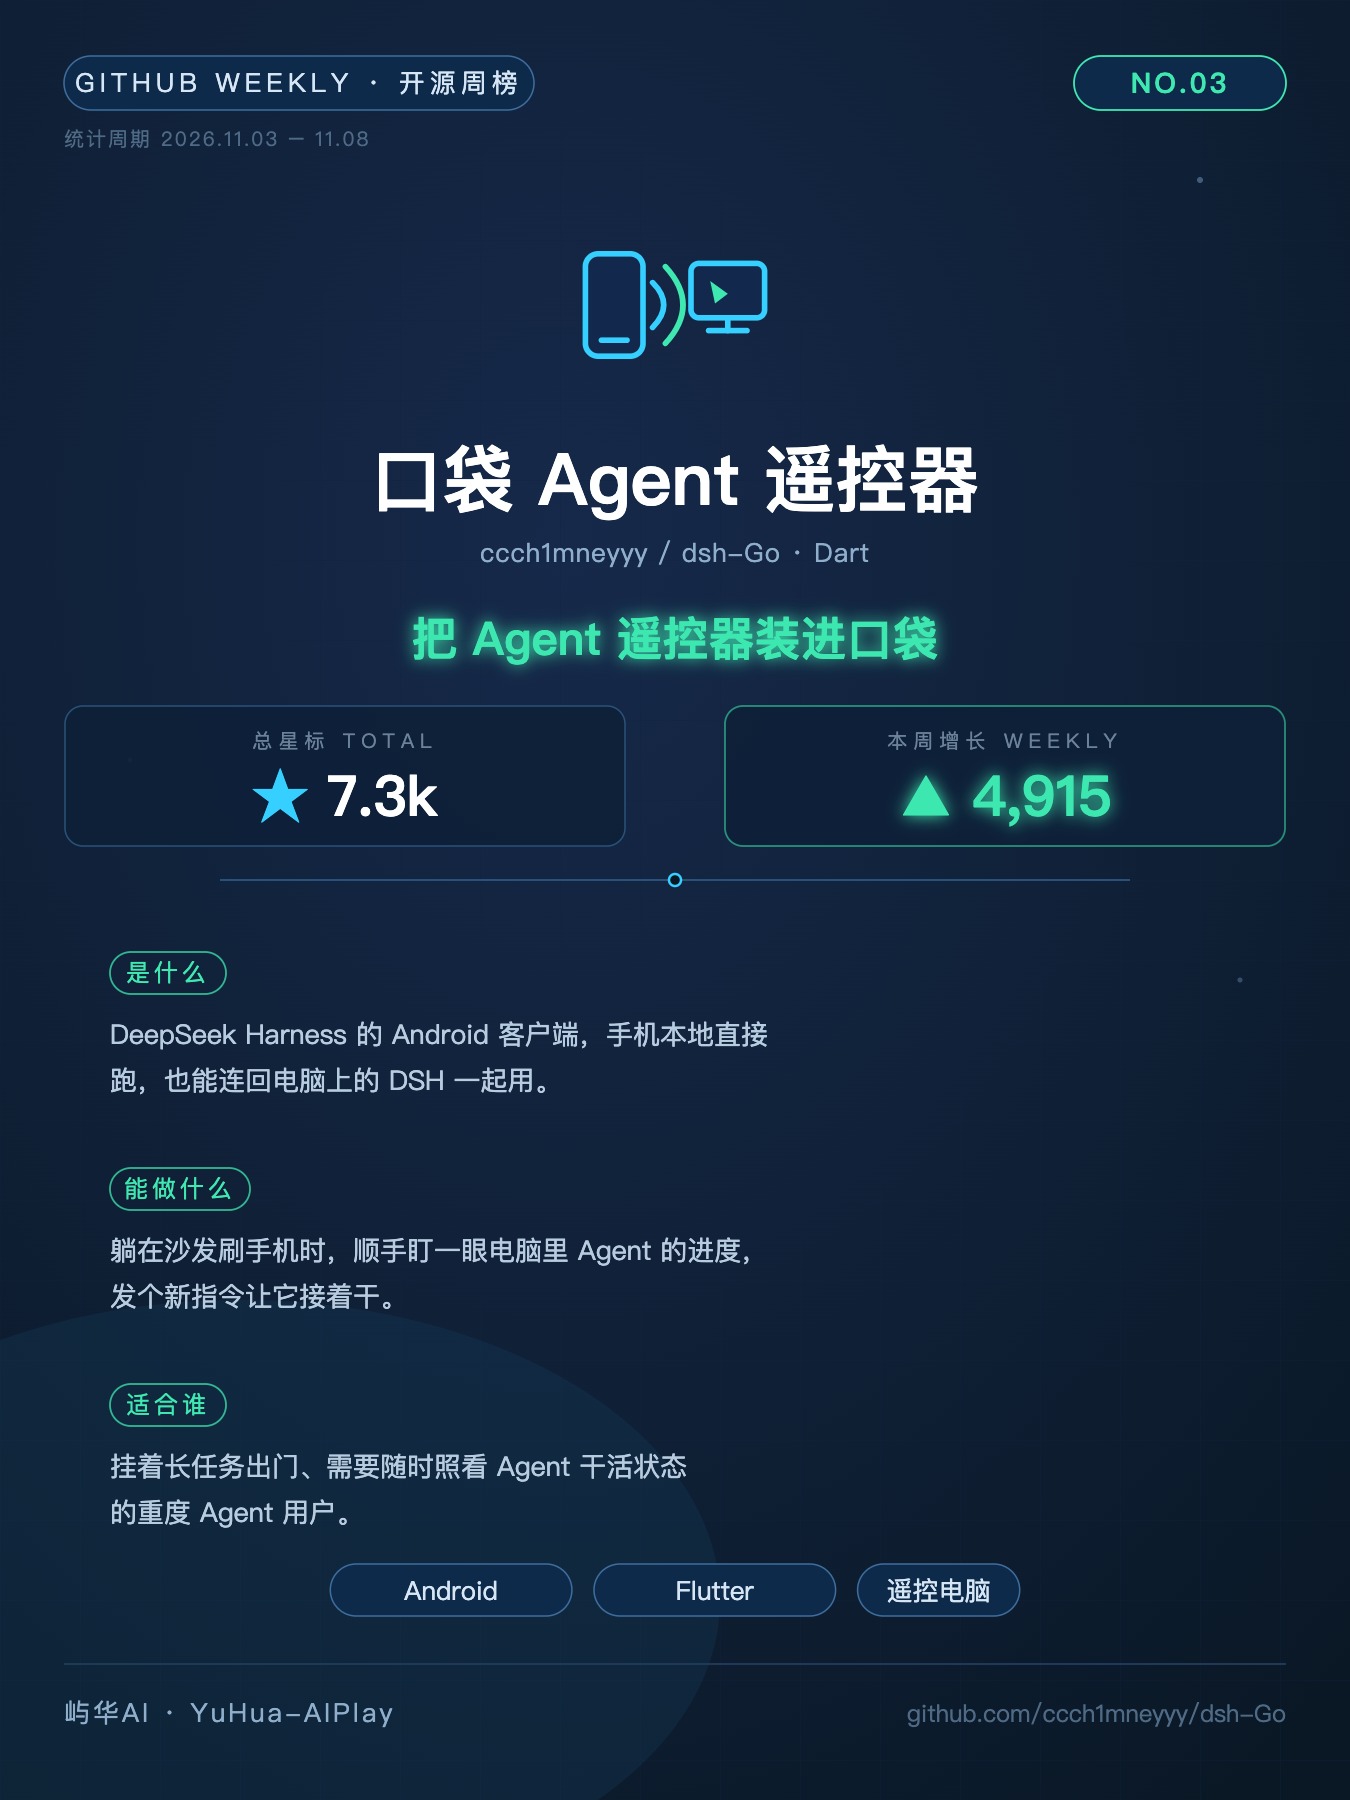 GITHUB WEEKLY · 开源周榜
NO.03
统计周期 2026.11.03 — 11.08
口袋 Agent 遥控器
ccch1mneyyy / dsh-Go · Dart
把 Agent 遥控器装进口袋
总星标 TOTAL
★ 7.3k
本周增长 WEEKLY
▲ 4,915
是什么
DeepSeek Harness 的 Android 客户端，手机本地直接
跑，也能连回电脑上的 DSH 一起用。
能做什么
躺在沙发刷手机时，顺手盯一眼电脑里 Agent 的进度，
发个新指令让它接着干。
适合谁
挂着长任务出门、需要随时照看 Agent 干活状态
的重度 Agent 用户。
Android
Flutter
遥控电脑
屿华AI · YuHua-AIPlay
github.com/ccch1mneyyy/dsh-Go